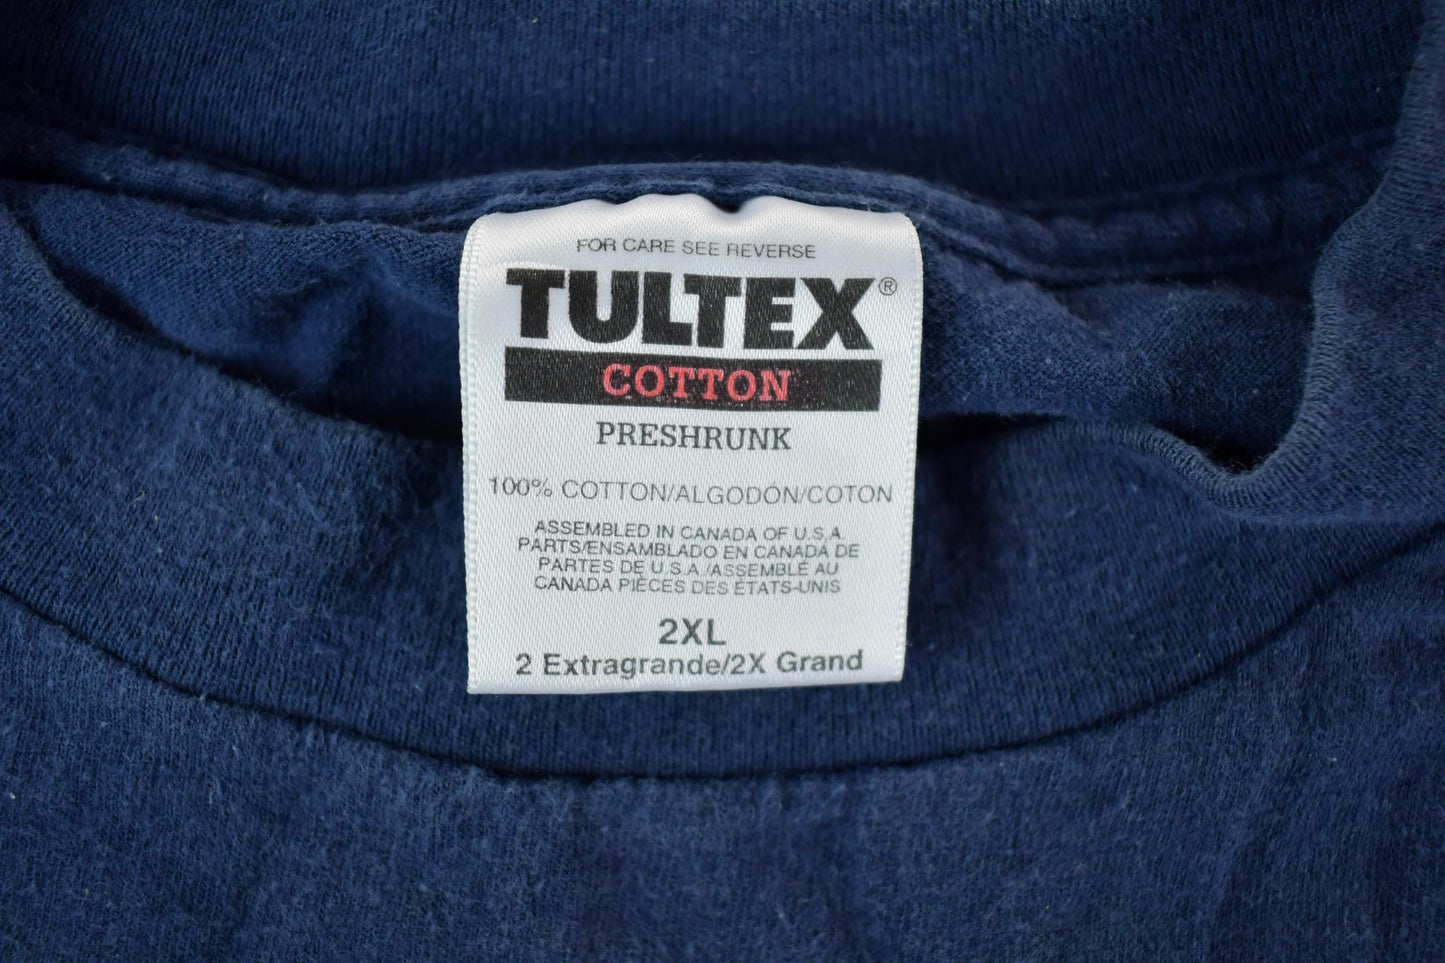 FOR CARE SEE REVERSE
TULTEX®
COTTON
PRESHRUNK
100% COTTON/ALGODÓN/COTON
ASSEMBLED IN CANADA OF U.S.A.
PARTS/ENSAMBLADO EN CANADA DE
PARTES DE U.S.A./ASSEMBLÉ AU
CANADA PIÈCES DES ÉTATS-UNIS
2XL
2 Extragrande/2X Grand